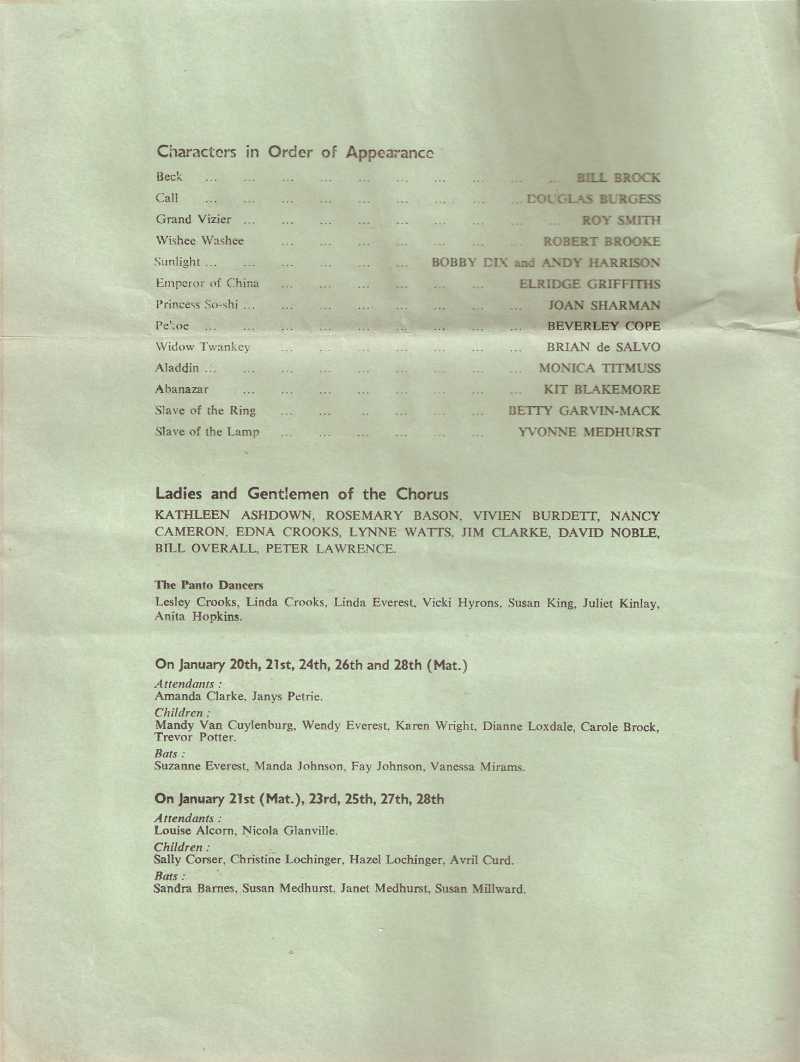 Characters in Order of Appearance
Beck ... ... ... ... ... ... ... ... ... ... BILL BROCK
Call ... ... ... ... ... ... ... ... ... DOUGLAS BURGESS
Grand Vizier ... ... ... ... ... ... ... ... ... ROY SMITH
Wishee Washee ... ... ... ... ... ... ... ROBERT BROOKE
Sunlight ... ... ... ... ... ... BOBBY DIX and ANDY HARRISON
Emperor of China ... ... ... ... ... ... ELRIDGE GRIFFITHS
Princess So-shi ... ... ... ... ... ... ... ... JOAN SHARMAN
Pekoe ... ... ... ... ... ... ... ... ... BEVERLEY COPE
Widow Twankey ... ... ... ... ... ... ... BRIAN de SALVO
Aladdin ... ... ... ... ... ... ... ... ... MONICA TITMUSS
Abanazar ... ... ... ... ... ... ... ... KIT BLAKEMORE
Slave of the Ring ... ... .. ... ... ... BETTY GARVIN-MACK
Slave of the Lamp ... ... ... ... ... ... YVONNE MEDHURST
Ladies and Gentlemen of the Chorus
KATHLEEN ASHDOWN, ROSEMARY BASON, VIVIEN BURDETT, NANCY
CAMERON, EDNA CROOKS, LYNNE WATTS, JIM CLARKE, DAVID NOBLE,
BILL OVERALL, PETER LAWRENCE.
The Panto Dancers
Lesley Crooks, Linda Crooks, Linda Everest, Vicki Hyrons, Susan King, Juliet Kinlay,
Anita Hopkins.
On January 20th, 21st, 24th, 26th and 28th (Mat.)
Attendants :
Amanda Clarke, Janys Petrie.
Children :
Mandy Van Cuylenburg, Wendy Everest, Karen Wright, Dianne Loxdale, Carole Brock,
Trevor Potter.
Bats :
Suzanne Everest, Manda Johnson, Fay Johnson, Vanessa Mirams.
On January 21st (Mat.), 23rd, 25th, 27th, 28th
Attendants :
Louise Alcorn, Nicola Glanville.
Children :
Sally Corser, Christine Lochinger, Hazel Lochinger, Avril Curd.
Bats :
Sandra Barnes, Susan Medhurst, Janet Medhurst, Susan Millward.